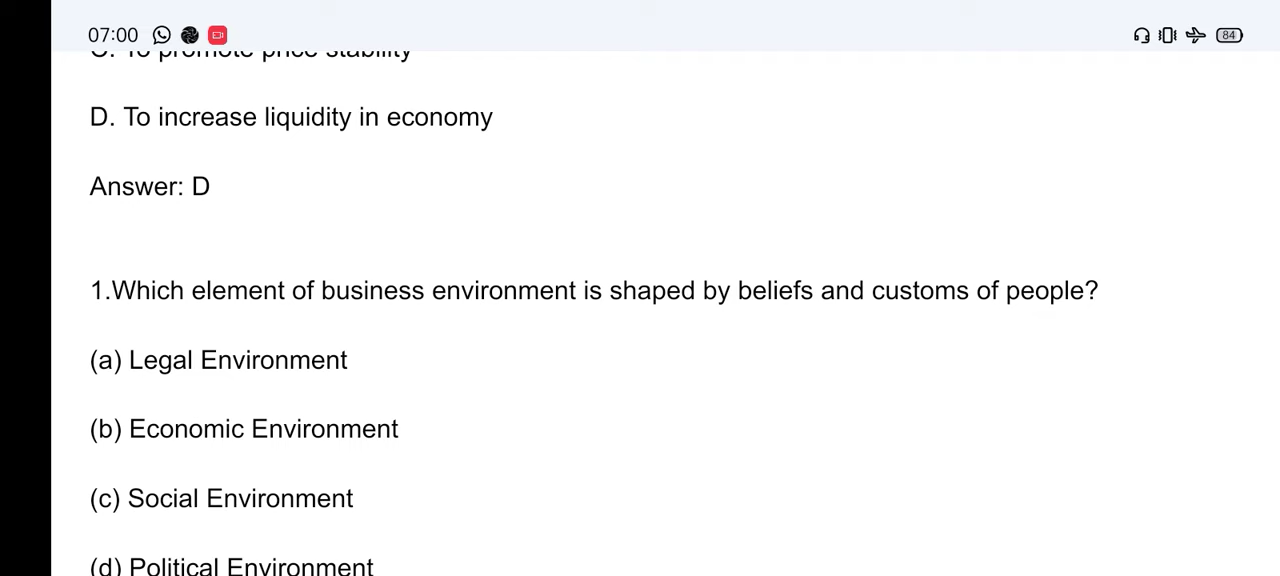 07:00
84
C. To promote price stability
D. To increase liquidity in economy
Answer: D
1.Which element of business environment is shaped by beliefs and customs of people?
(a) Legal Environment
(b) Economic Environment
(c) Social Environment
(d) Political Environment